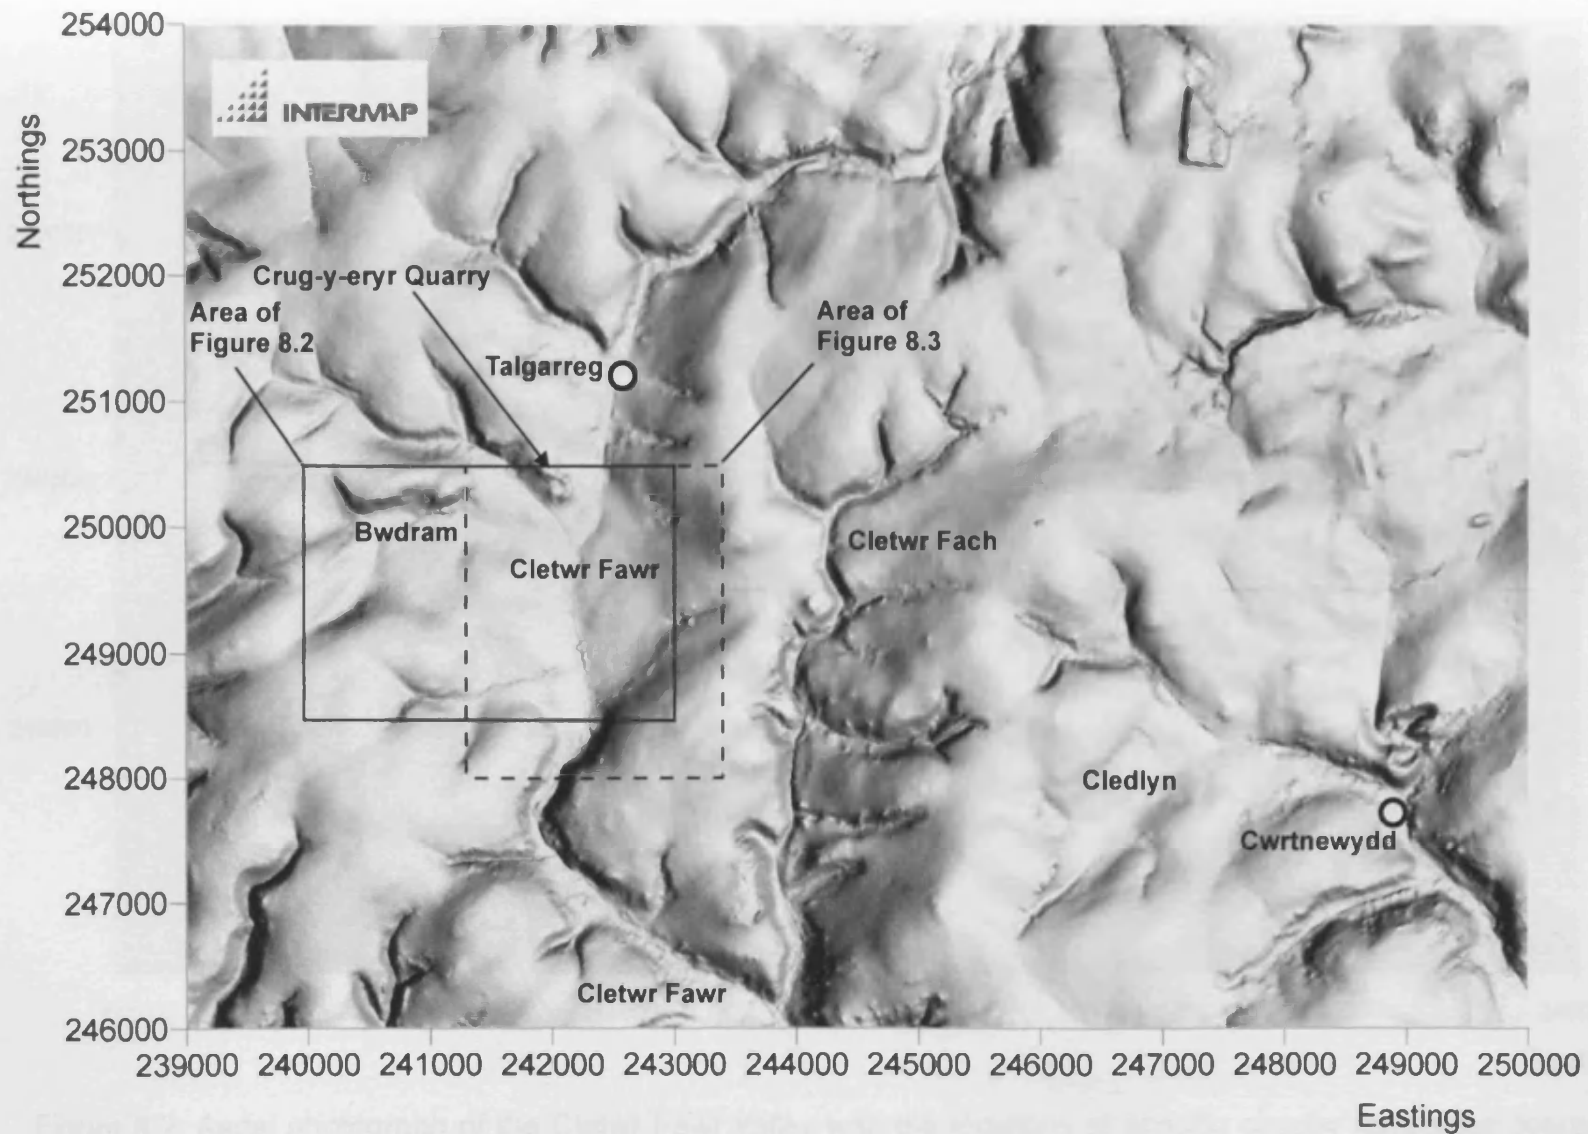 254000
INTERMAP
253000
Northings
252000
Crug-y-eryr Quarry
Area of
Figure 8.2
Area of
Figure 8.3
Talgarreg
251000
250000
Bwdram
Cletwr Fach
Cletwr Fawr
249000
248000
Cledlyn
Cwrtnewydd
247000
Cletwr Fawr
246000
239000 240000 241000 242000 243000 244000 245000 246000 247000 248000 249000 250000
Eastings